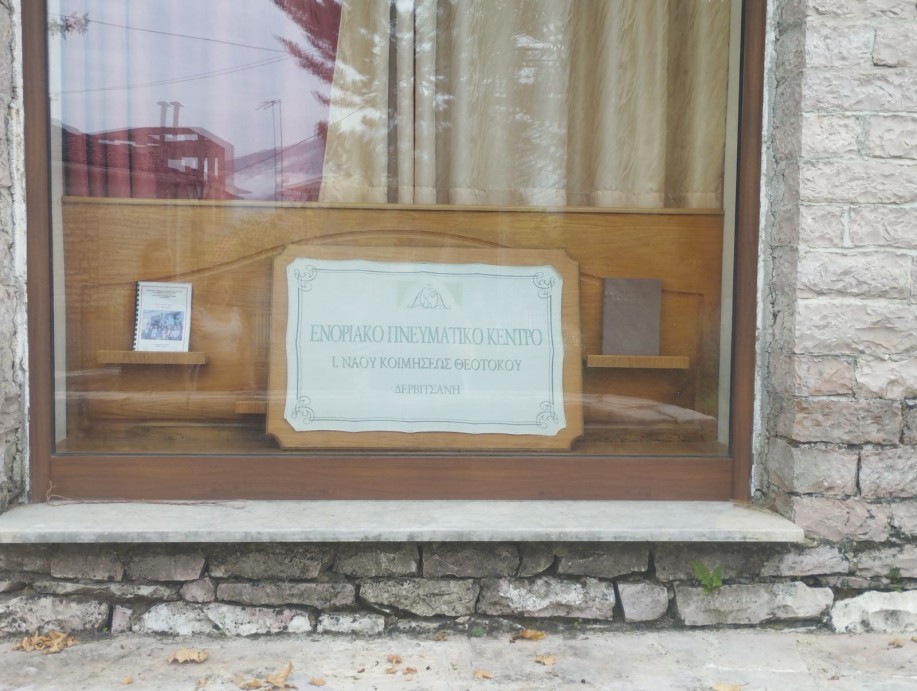 ΕΝΟΡΙΑΚΟ ΠΝΕΥΜΑΤΙΚΟ ΚΕΝΤΡΟ
Ι. ΝΑΟΥ ΚΟΙΜΗΣΕΩΣ ΘΕΟΤΟΚΟΥ
ΔΕΡΒΙΤΣΑΝΗ